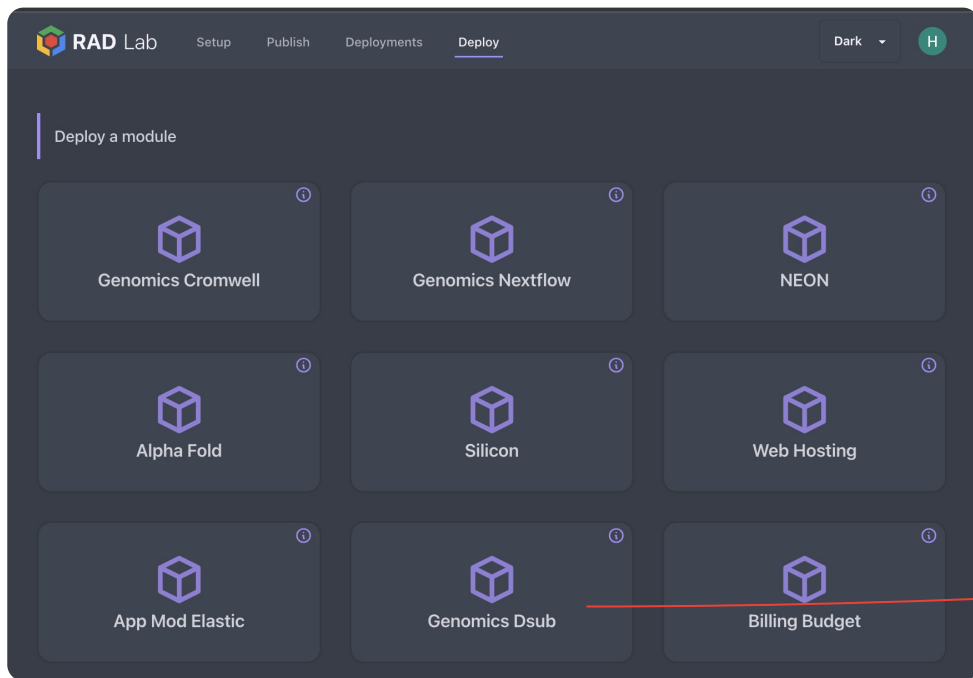 RAD Lab Setup Publish Deployments Deploy Dark H
Deploy a module
Genomics Cromwell Genomics Nextflow NEON
Alpha Fold Silicon Web Hosting
App Mod Elastic Genomics Dsub Billing Budget